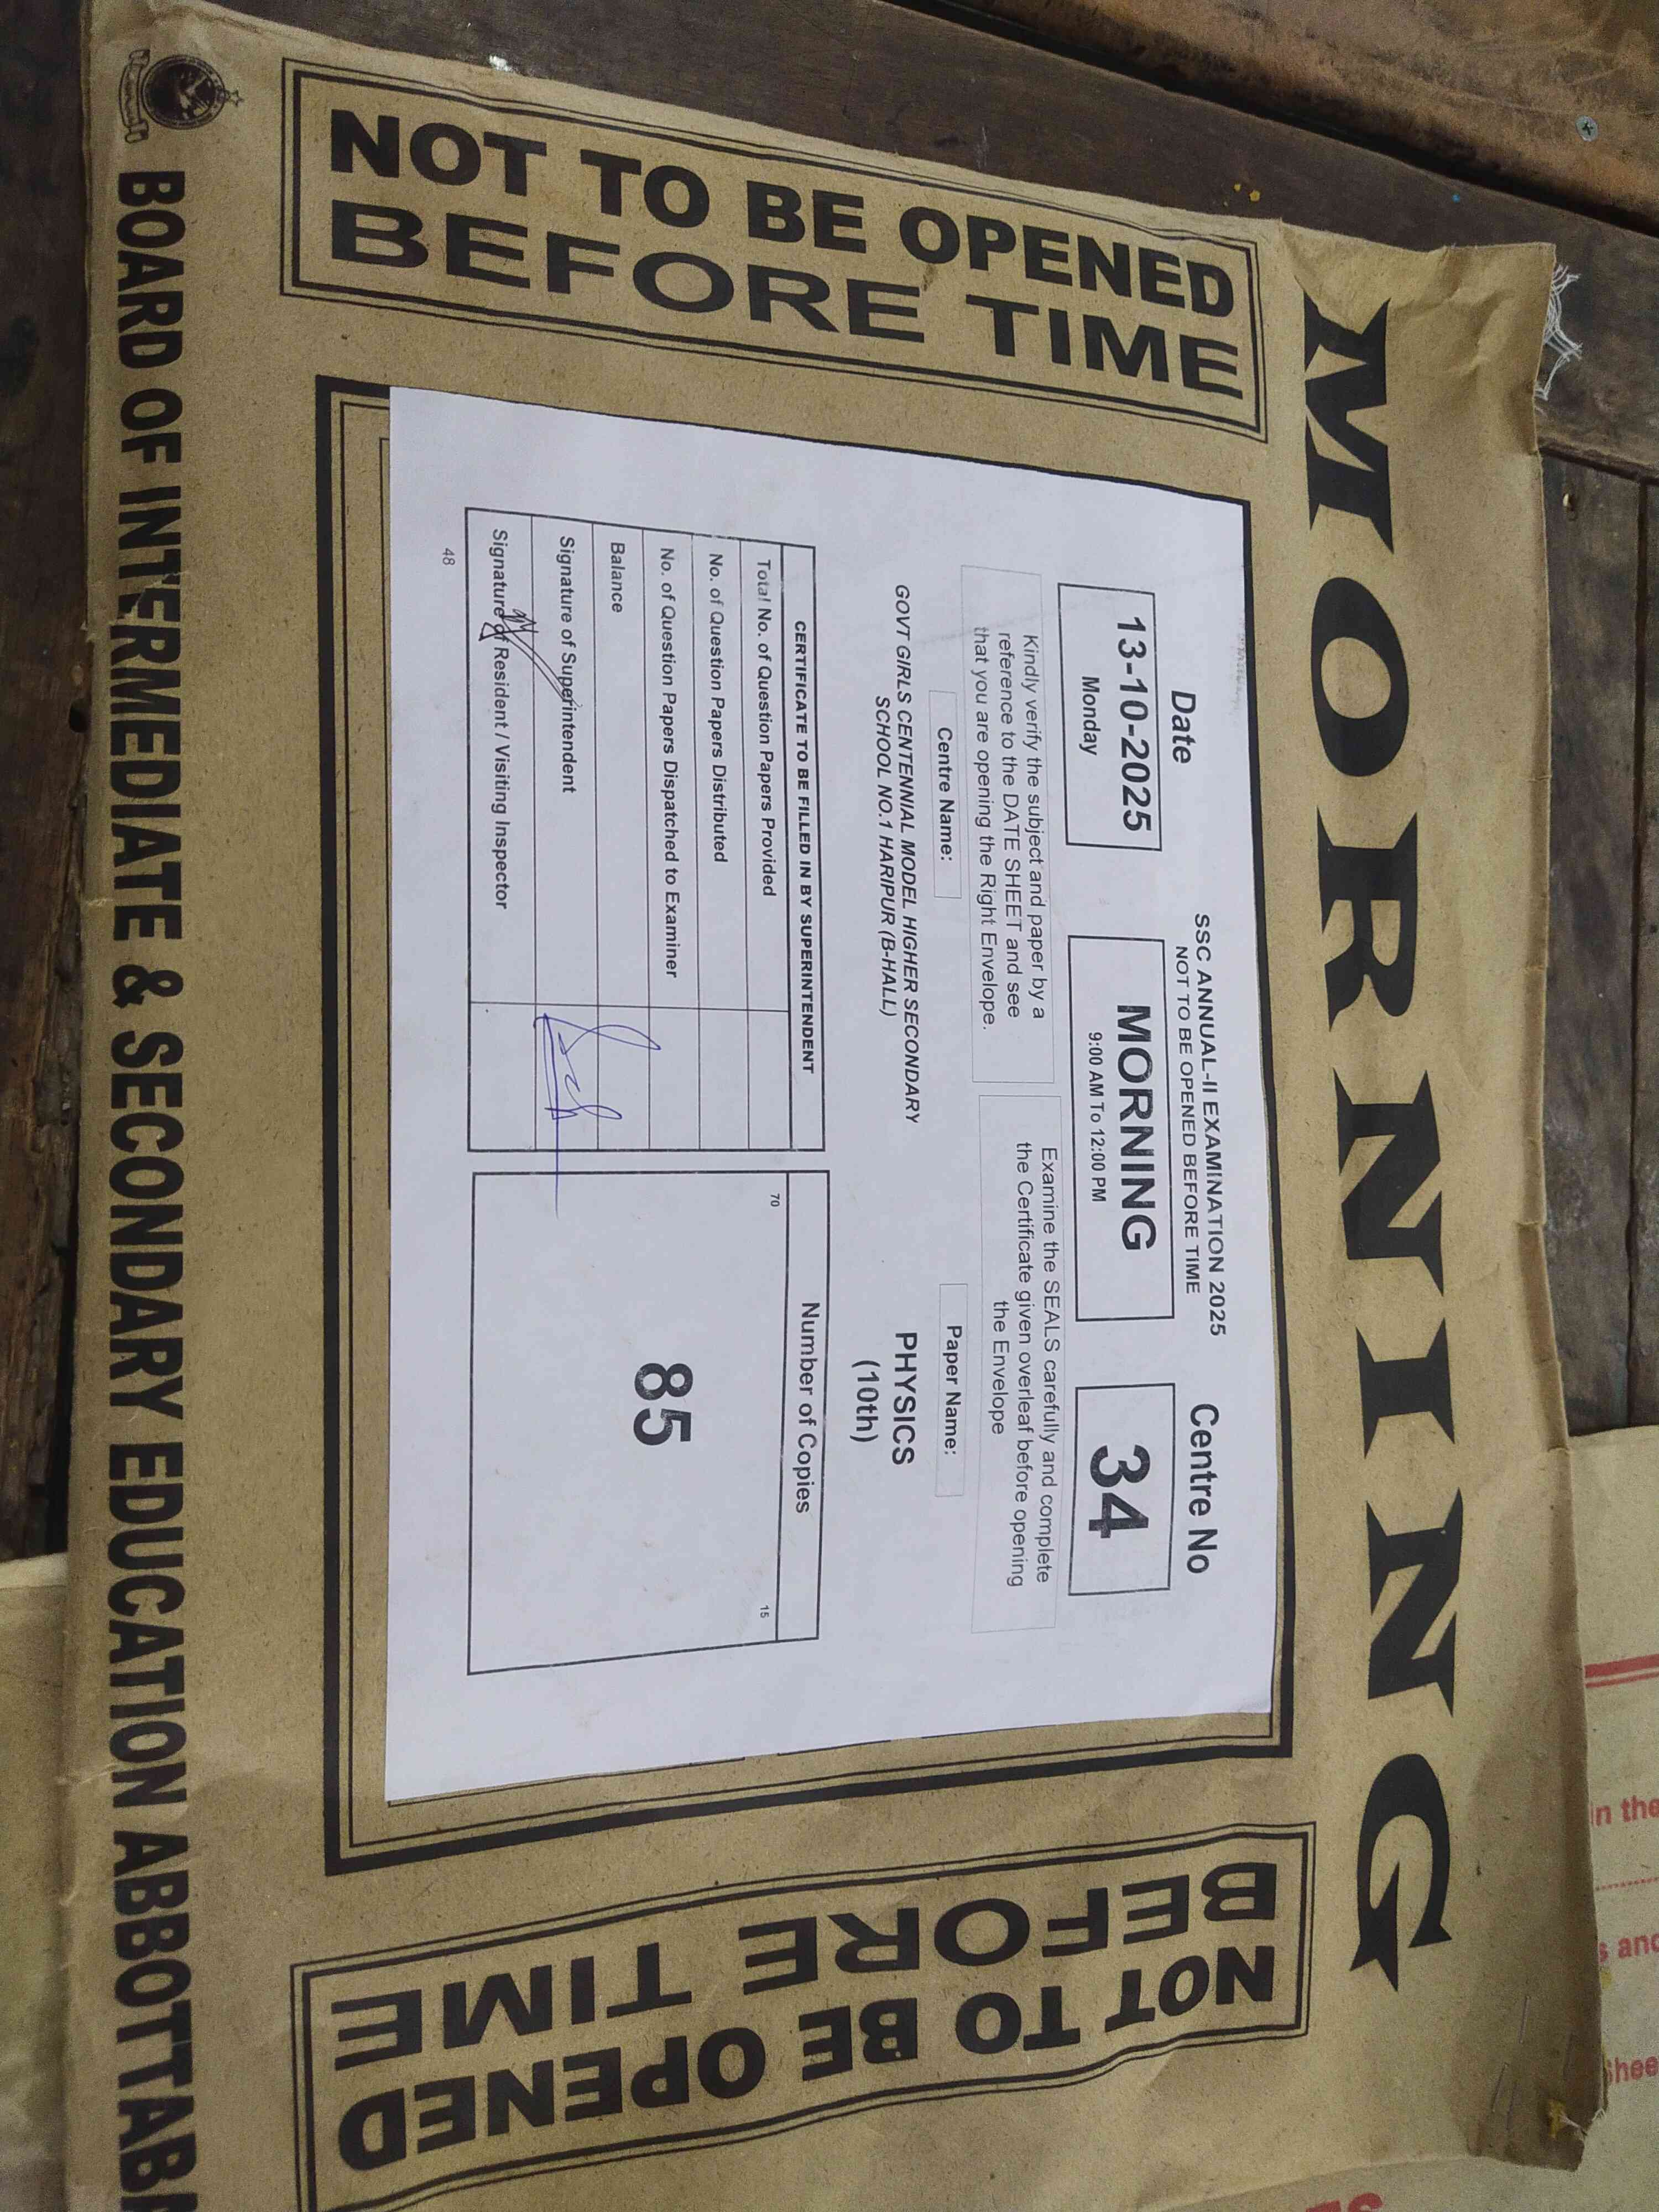 MORNING
NOT TO BE OPENED
BEFORE TIME
SSC ANNUAL-II EXAMINATION 2025
NOT TO BE OPENED BEFORE TIME
Date
Centre No
13-10-2025
Monday
MORNING
9:00 AM To 12:00 PM
34
Kindly verify the subject and paper by a
reference to the DATE SHEET and see
that you are opening the Right Envelope.
Examine the SEALS carefully and complete
the Certificate given overleaf before opening
the Envelope
Centre Name:
Paper Name:
GOVT GIRLS CENTENNIAL MODEL HIGHER SECONDARY
SCHOOL NO.1 HARIPUR (B-HALL)
PHYSICS
(10th)
CERTIFICATE TO BE FILLED IN BY SUPERINTENDENT
Total No. of Question Papers Provided
No. of Question Papers Distributed
No. of Question Papers Dispatched to Examiner
Balance
Signature of Superintendent
Signature of Resident / Visiting Inspector
48
Number of Copies
70
15
85
NOT TO BE OPENED
BEFORE TIME
BOARD OF INTERMEDIATE & SECONDARY EDUCATION ABBOTTAB
in the
s and